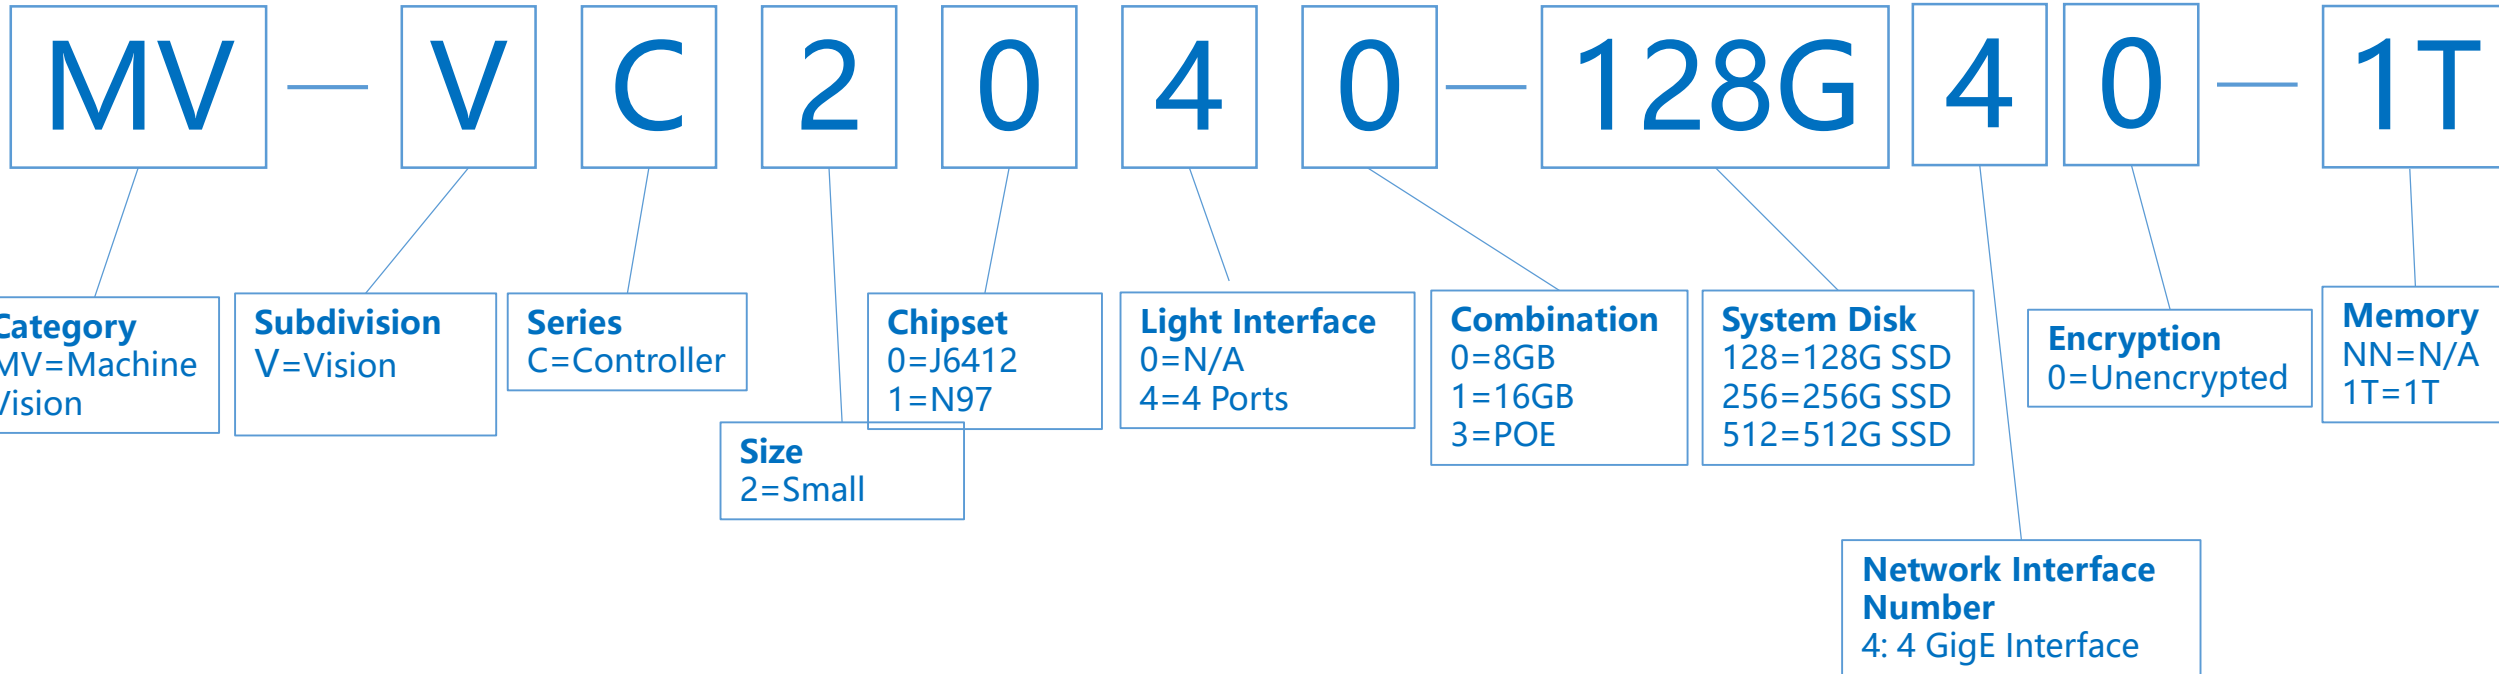 MV — V C 2 0 4 0 — 128G 4 0 — 1T
Category
MV=Machine
Vision
Subdivision
V=Vision
Series
C=Controller
Size
2=Small
Chipset
0=J6412
1=N97
Light Interface
0=N/A
4=4 Ports
Combination
0=8GB
1=16GB
3=POE
System Disk
128=128G SSD
256=256G SSD
512=512G SSD
Network Interface
Number
4: 4 GigE Interface
Encryption
0=Unencrypted
Memory
NN=N/A
1T=1T